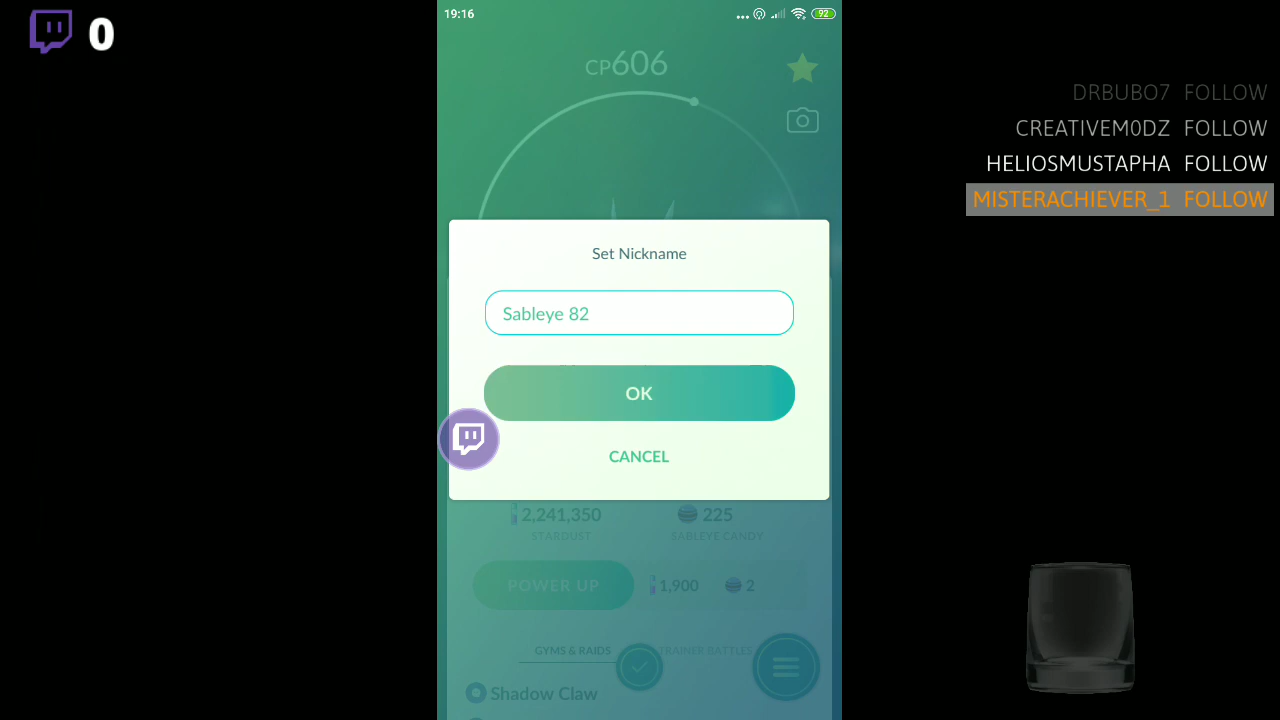 0
19:16
92
CP606
DRBUBO7 FOLLOW
CREATIVEM0DZ FOLLOW
HELIOSMUSTAPHA FOLLOW
MISTERACHIEVER_1 FOLLOW
Set Nickname
Sableye 82
OK
CANCEL
2,241,350 225
STARDUST SABLEYE CANDY
POWER UP 1,900 2
GYMS & RAIDS TRAINER BATTLES
Shadow Claw